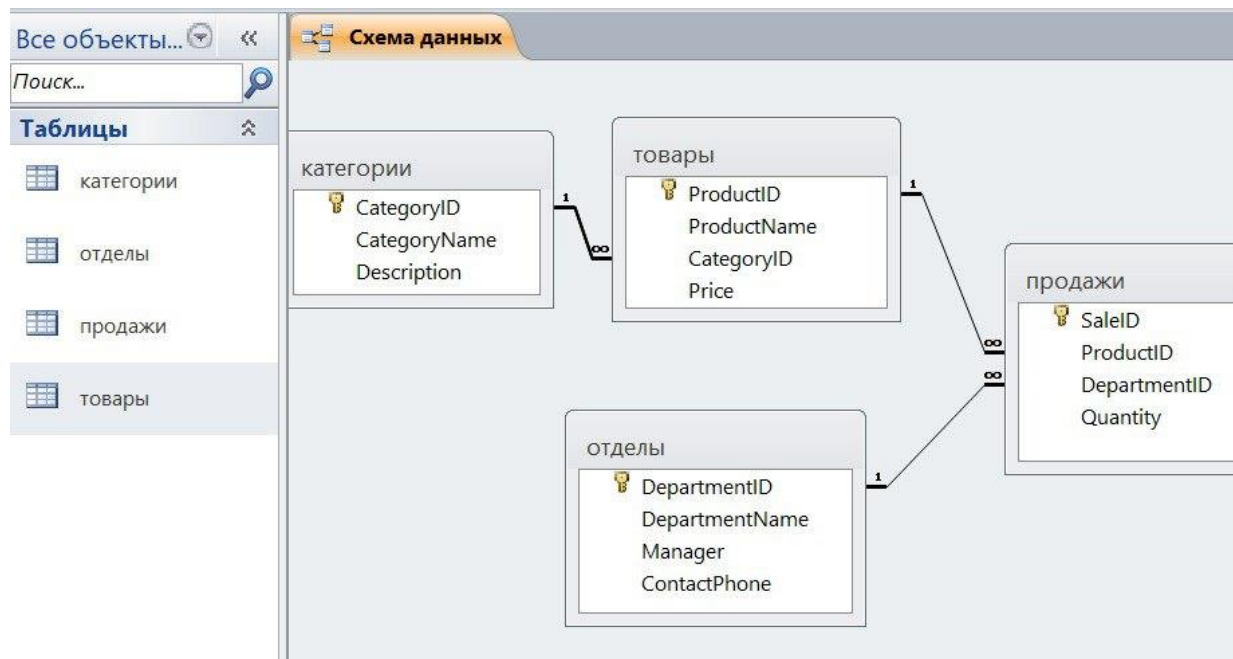 Все объекты...
«
Схема данных
Поиск...
Таблицы
категории
отделы
продажи
товары
категории
CategoryID
CategoryName
Description
1
∞
товары
ProductID
ProductName
CategoryID
Price
1
∞
∞
продажи
SaleID
ProductID
DepartmentID
Quantity
отделы
DepartmentID
DepartmentName
Manager
ContactPhone
1